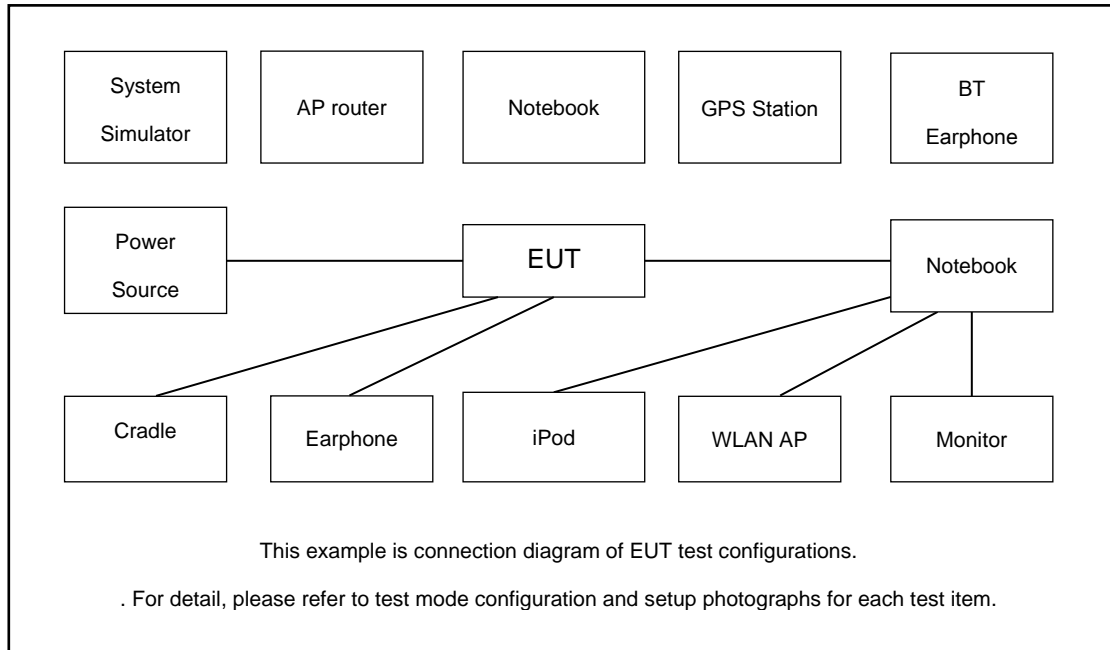 System
Simulator
AP router
Notebook
GPS Station
BT
Earphone
Power
Source
EUT
Notebook
Cradle
Earphone
iPod
WLAN AP
Monitor
This example is connection diagram of EUT test configurations.
. For detail, please refer to test mode configuration and setup photographs for each test item.